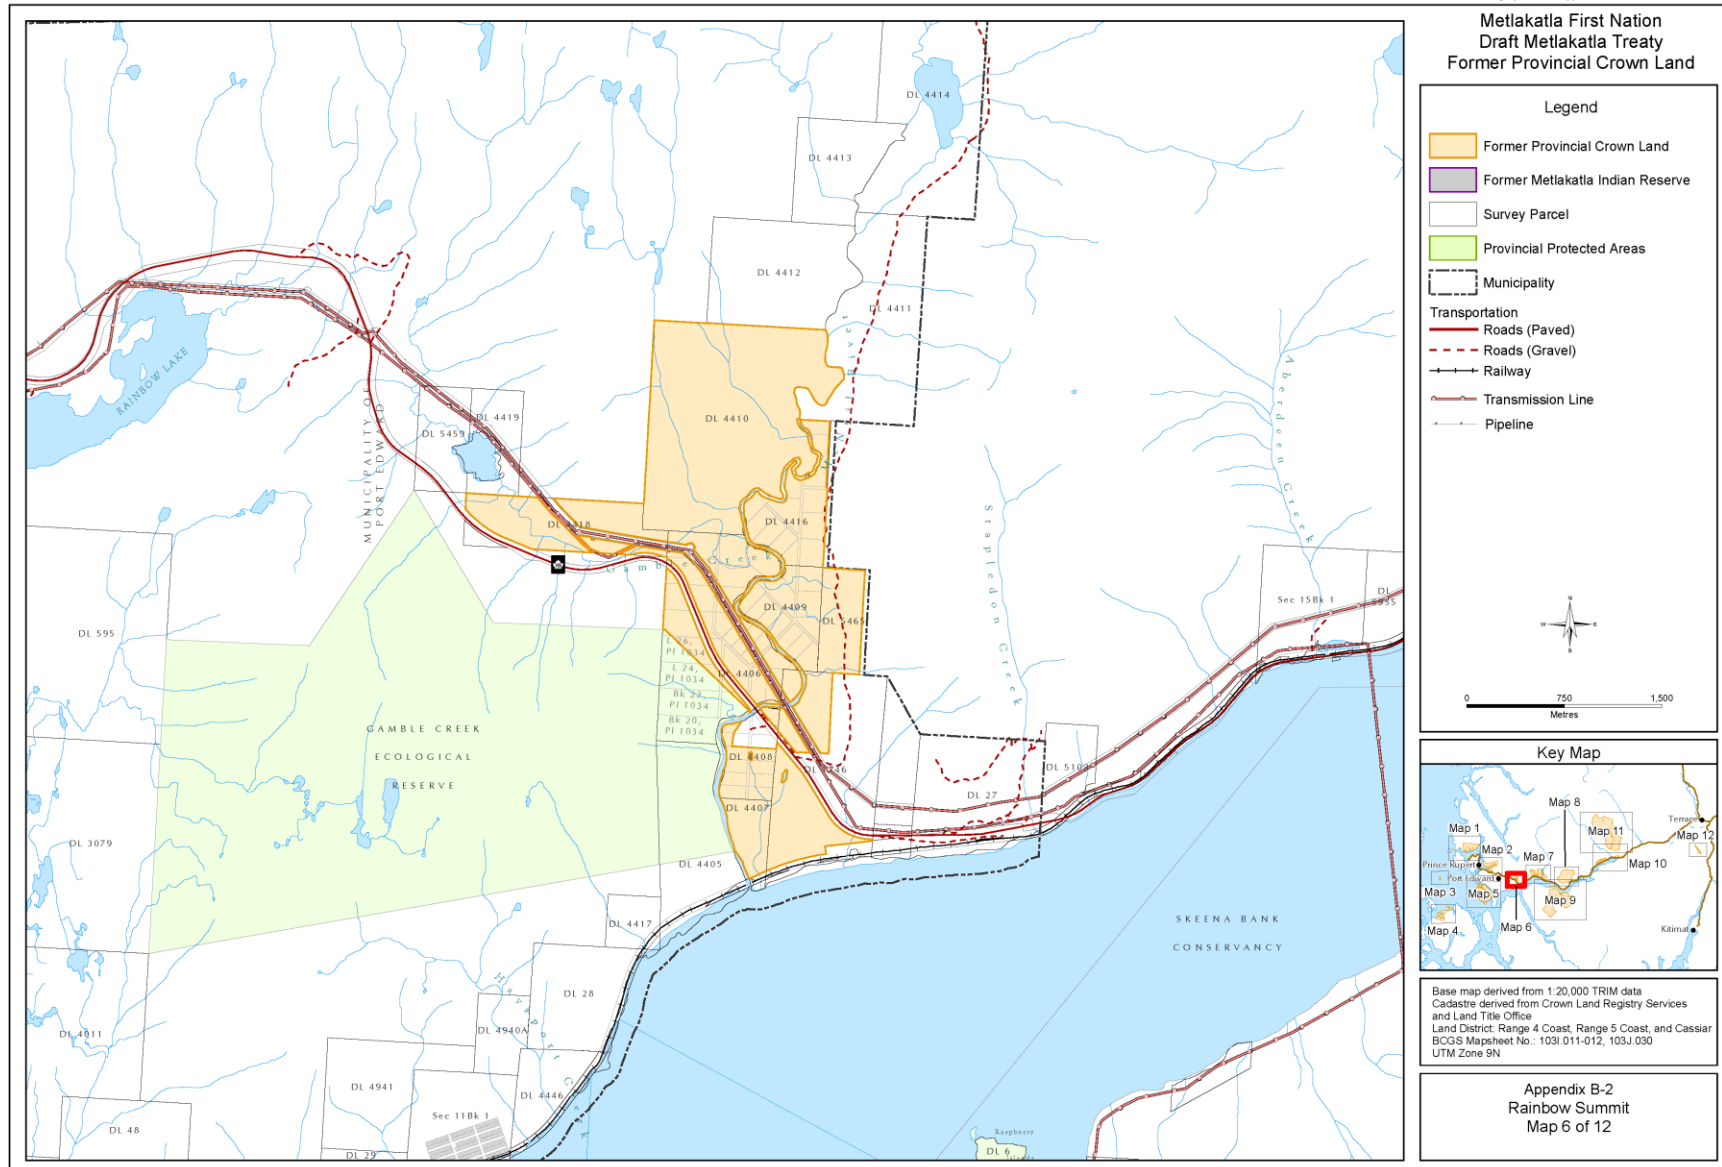 Metlakatla First Nation
Draft Metlakatla Treaty
Former Provincial Crown Land
Legend
Former Provincial Crown Land
Former Metlakatla Indian Reserve
Survey Parcel
Provincial Protected Areas
Municipality
Transportation
Roads (Paved)
Roads (Gravel)
Railway
Transmission Line
Pipeline
N
W
E
S
0
750
1,500
Metres
Key Map
Map 8
Map 1
Map 11
Terrace
Map 12
Map 2
Prince Rupert
Map 7
Map 10
Port Edward
Map 3
Map 5
Map 9
Map 4
Map 6
Kitimat
Base map derived from 1:20,000 TRIM data
Cadastre derived from Crown Land Registry Services
and Land Title Office
Land District: Range 4 Coast, Range 5 Coast, and Cassiar
BCGS Mapsheet No.: 103I.011-012, 103J.030
UTM Zone 9N
Appendix B-2
Rainbow Summit
Map 6 of 12
DL 4414
DL 4413
DL 4412
DL 4411
RAINBOW LAKE
MUNICIPALITY OF
PORT EDWARD
DL 4419
DL 5459
DL 4410
Aberdeen Creek
DL 4418
DL 4416
Gamble Creek
Stapledon Creek
DL 595
DL 4409
DL 5465
Sec 15Bk 1
DL
5955
L 26,
Pl 1034
L 24,
Pl 1034
DL 4406
Bk 22,
Pl 1034
Bk 20,
Pl 1034
GAMBLE CREEK
ECOLOGICAL
RESERVE
DL 4408
DL 27
DL 4407
DL 3079
DL 4405
DL 4417
SKEENA BANK
CONSERVANCY
DL 28
Heysport Creek
DL 4011
DL 4940A
DL 4941
DL 4446
Sec 11Bk 1
DL 48
DL 29
Raspberry
Islands
DL 6